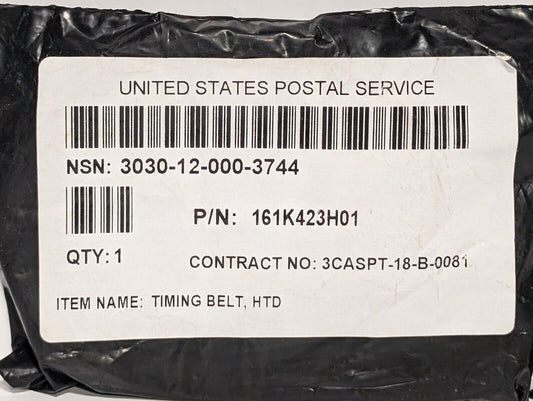 UNITED STATES POSTAL SERVICE
NSN: 3030-12-000-3744
P/N: 161K423H01
QTY: 1
CONTRACT NO: 3CASPT-18-B-0081
ITEM NAME: TIMING BELT, HTD